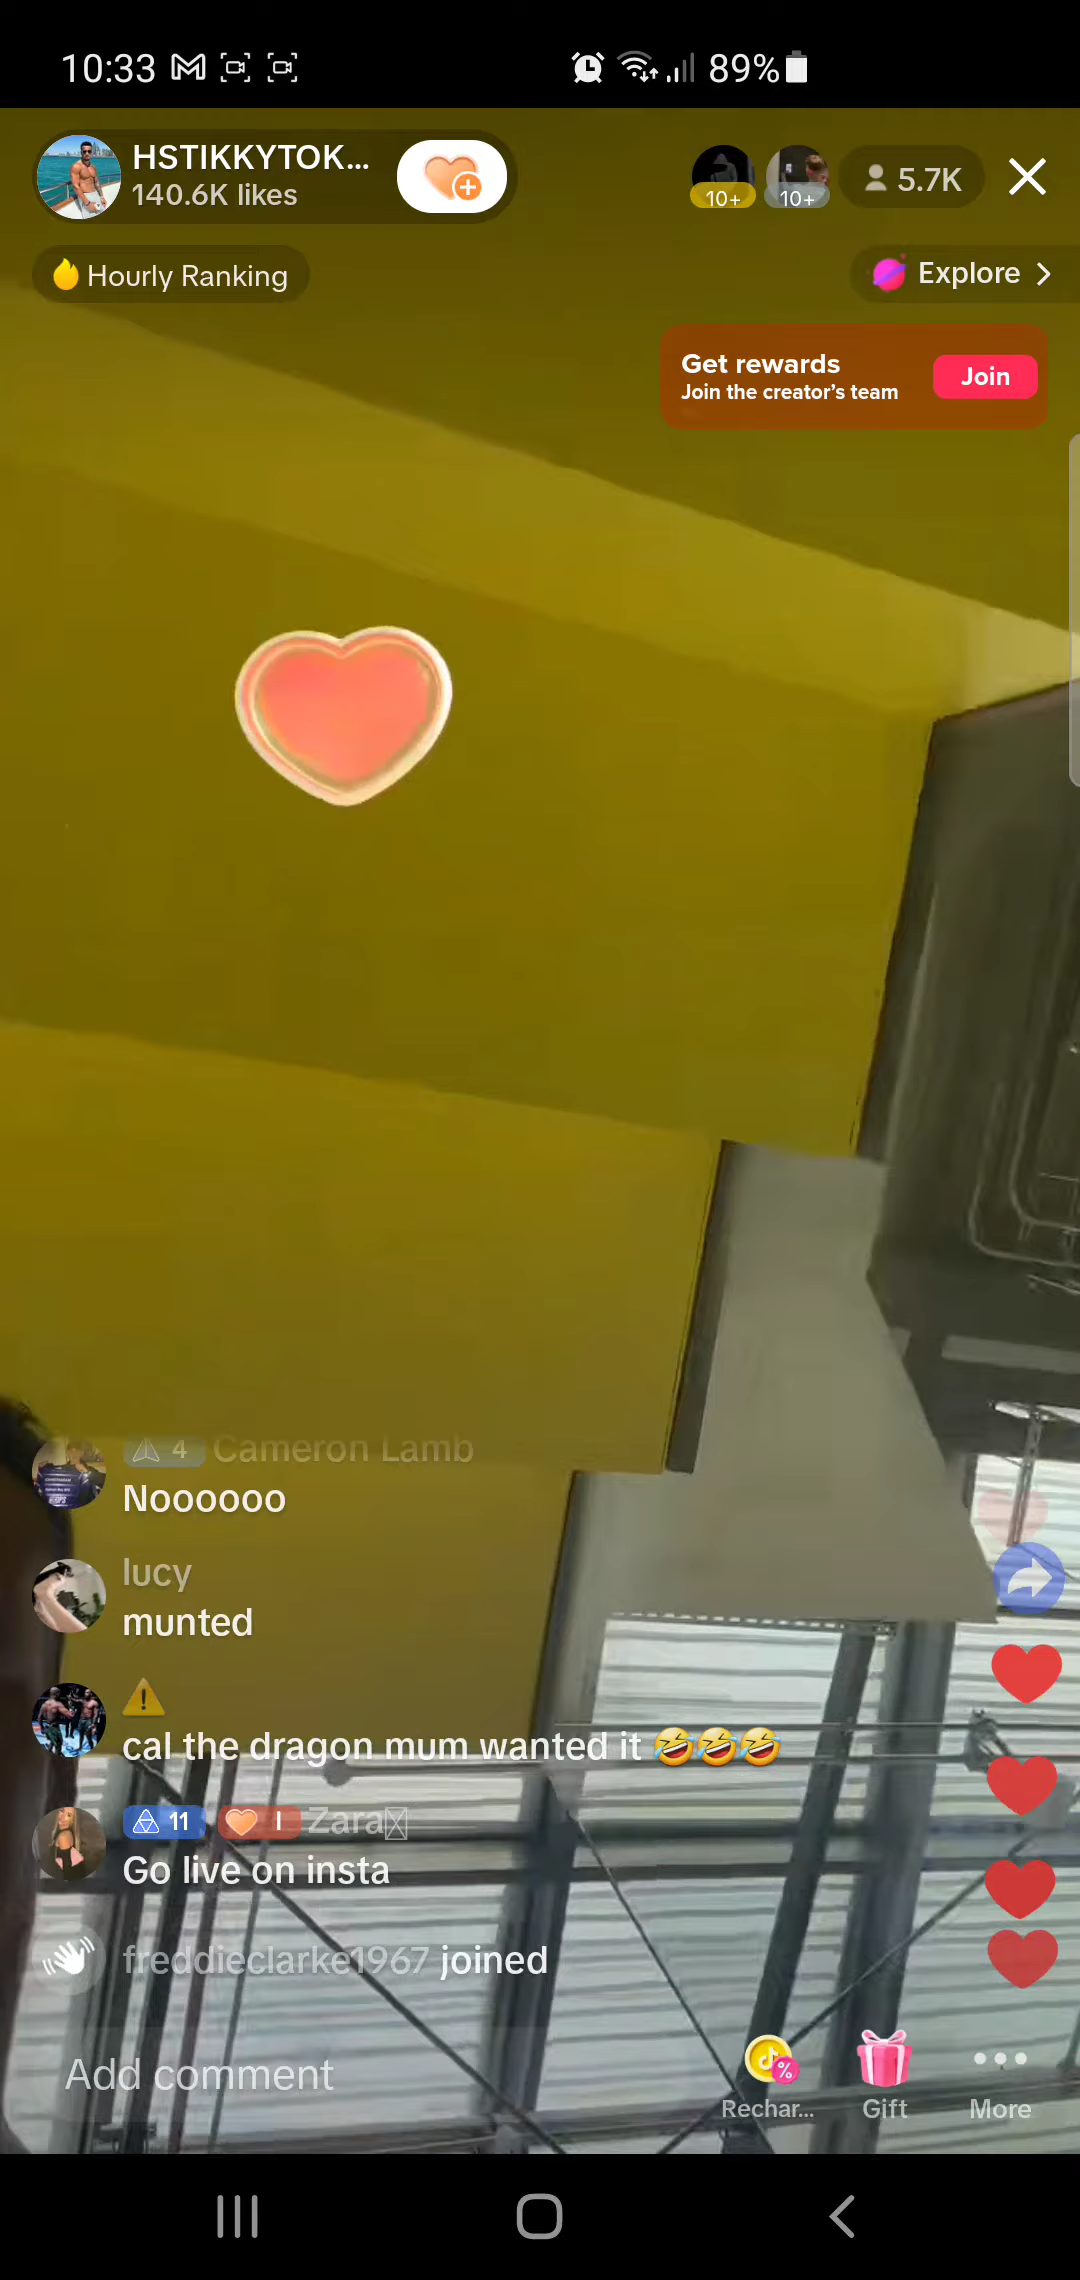 10:33
89%
HSTIKKYTOK...
140.6K likes
10+
10+
5.7K
Hourly Ranking
Explore
Get rewards
Join the creator's team
Join
4 Cameron Lamb
Noooooo
lucy
munted
cal the dragon mum wanted it 🤣🤣🤣
11 I Zara
Go live on insta
freddieclarke1967 joined
Add comment
Rechar...
Gift
More